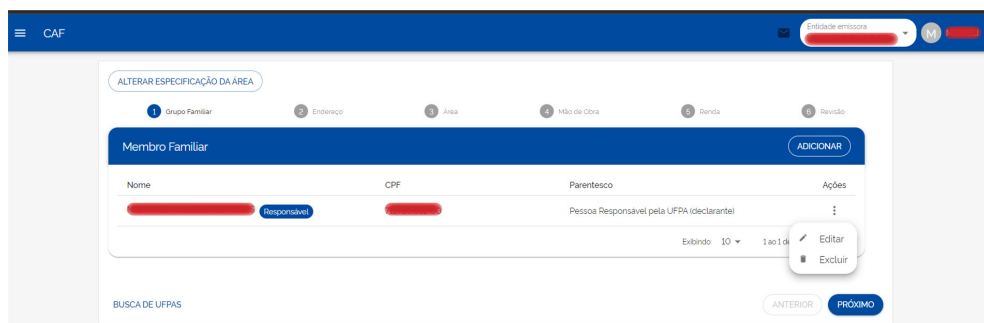 CAF
Entidade emissora
M
ALTERAR ESPECIFICAÇÃO DA ÁREA
1 Grupo Familiar 2 Endereço 3 Área 4 Mão de Obra 5 Renda 6 Revisão
Membro Familiar ADICIONAR
Nome CPF Parentesco Ações
Responsável Pessoa Responsável pela UFPA (declarante)
Exibindo 10 1 ao 1 de
Editar
Excluir
BUSCA DE UFPAS ANTERIOR PRÓXIMO